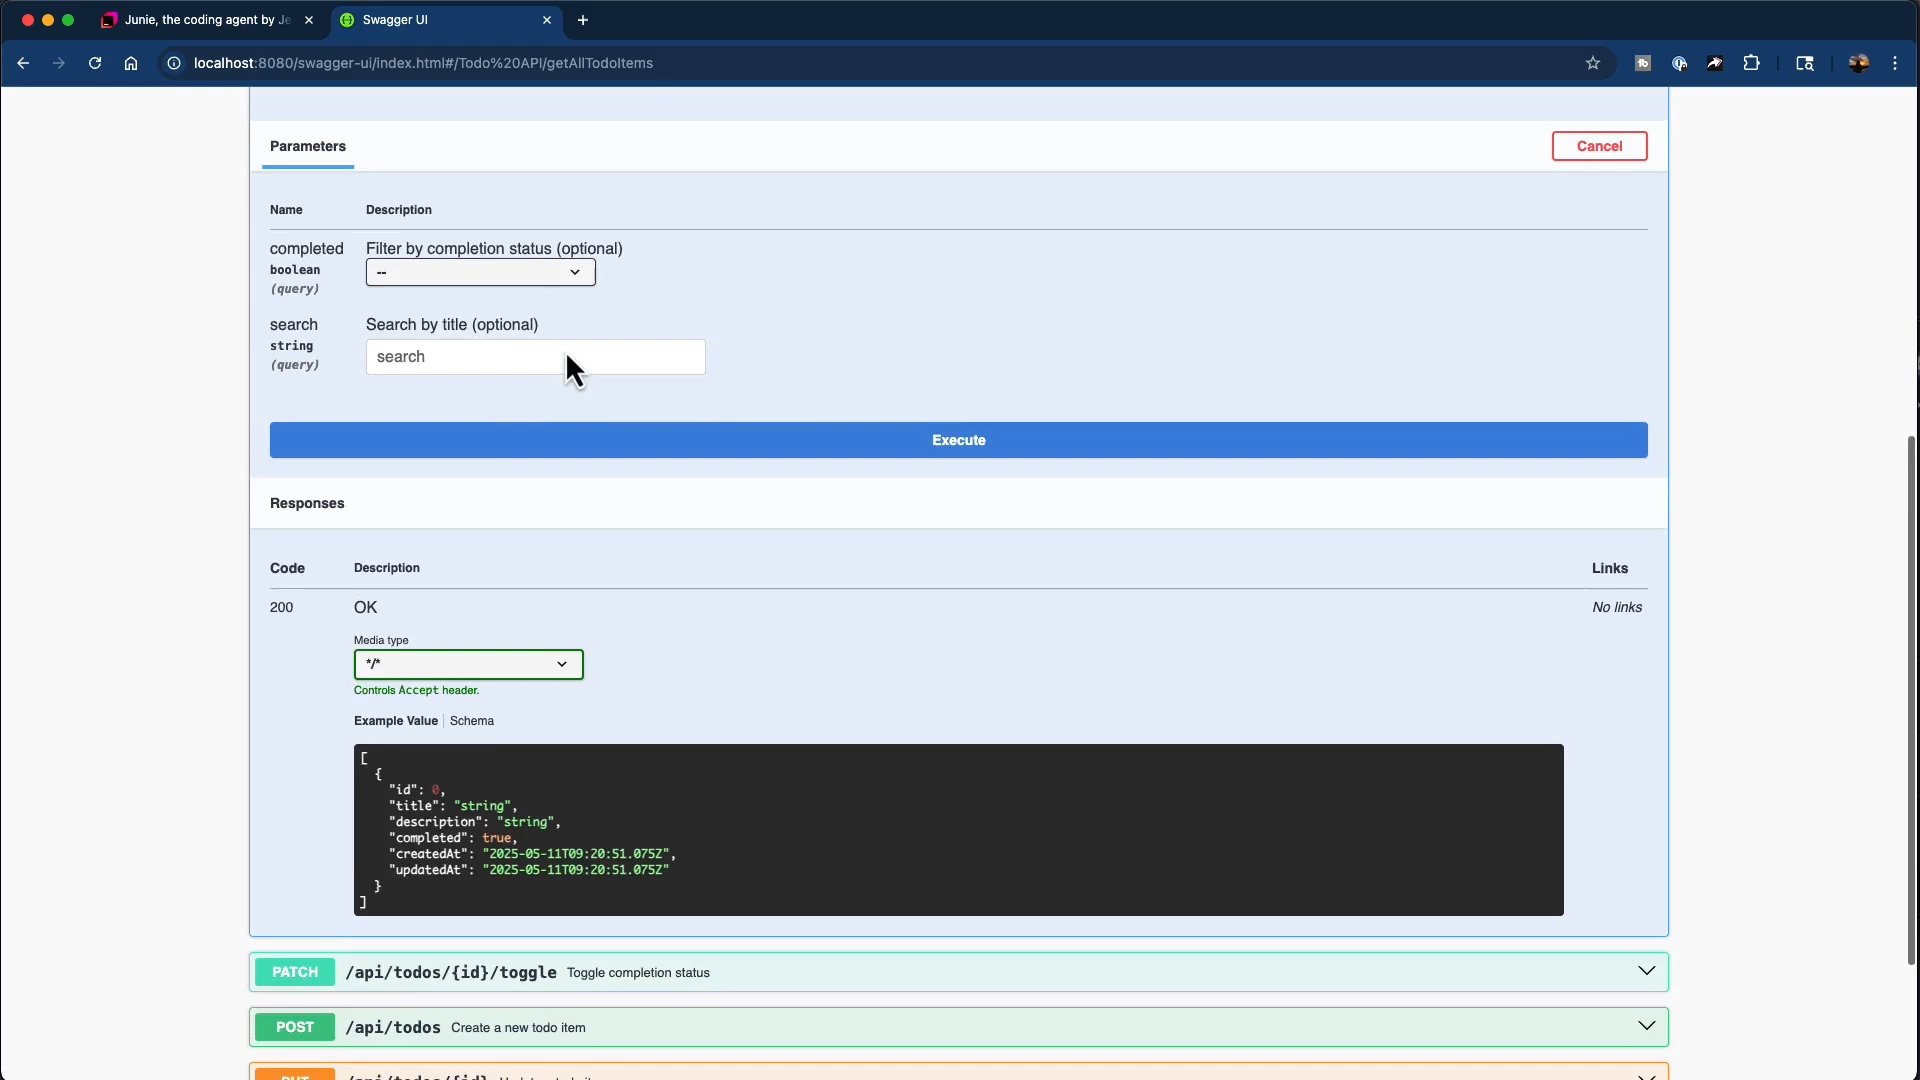 Junie, the coding agent by Je
Swagger UI
localhost:8080/swagger-ui/index.html#/Todo%20API/getAllTodoItems
Parameters
Cancel
Name Description
completed Filter by completion status (optional)
boolean --
(query)
search Search by title (optional)
string search
(query)
Execute
Responses
Code Description Links
200 OK No links
Media type
*/*
Controls Accept header.
Example Value Schema
[
{
"id": 0,
"title": "string",
"description": "string",
"completed": true,
"createdAt": "2025-05-11T09:20:51.075Z",
"updatedAt": "2025-05-11T09:20:51.075Z"
}
]
PATCH /api/todos/{id}/toggle Toggle completion status
POST /api/todos Create a new todo item
PUT /api/todos/{id}